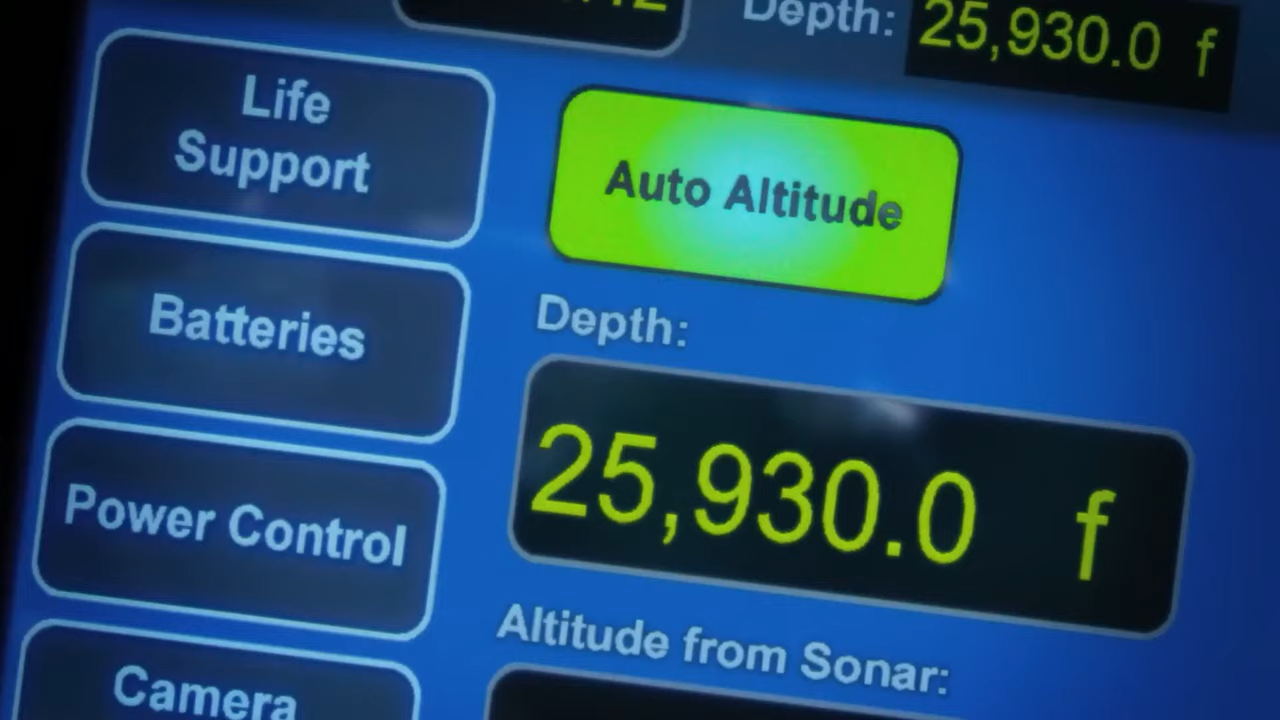 Depth: 25,930.0 f
Life
Support
Auto Altitude
Batteries
Depth:
25,930.0 f
Power Control
Altitude from Sonar:
Camera